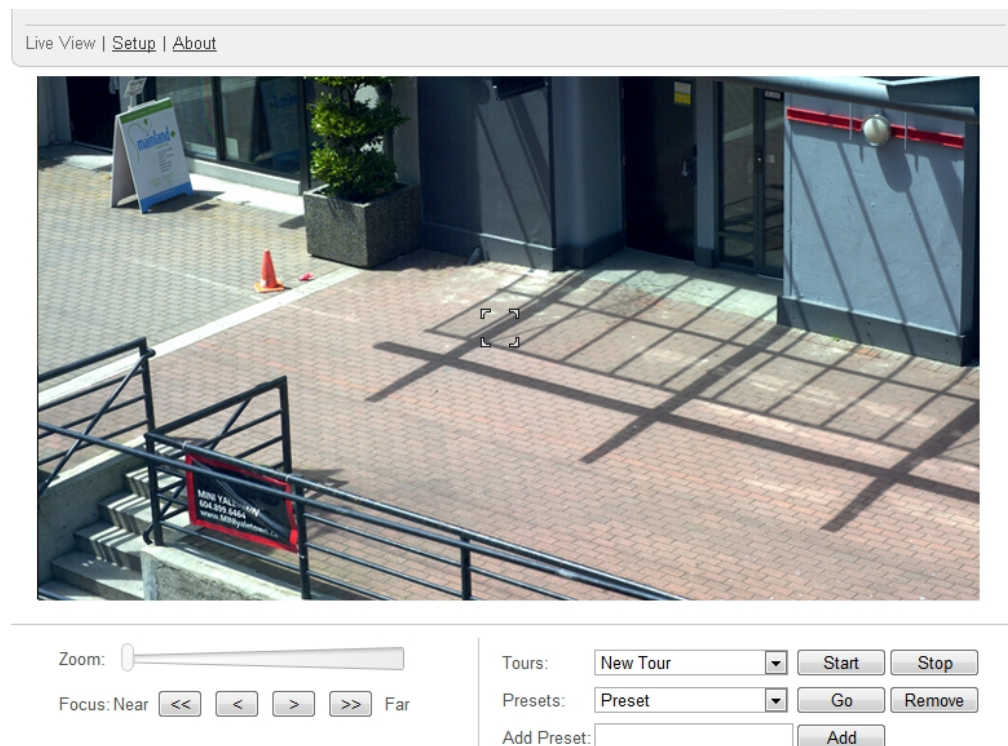 Live View | Setup | About
mainland+
MINI YALETOWN
604.899.6464
www.MINIyaletown.ca
Zoom:
Focus: Near << < > >> Far
Tours: New Tour Start Stop
Presets: Preset Go Remove
Add Preset: Add